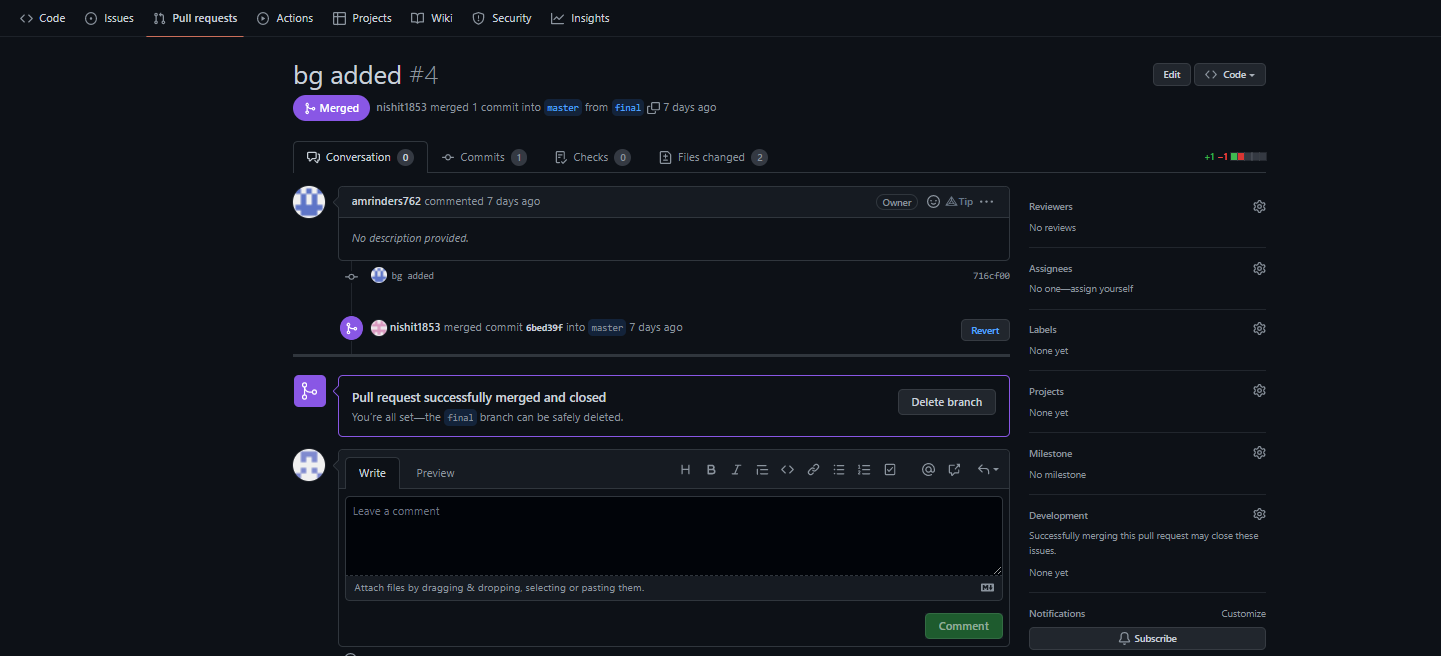 Code Issues Pull requests Actions Projects Wiki Security Insights
bg added #4
Edit Code
Merged nishit1853 merged 1 commit into master from final 7 days ago
Conversation 0 Commits 1 Checks 0 Files changed 2 +1 −1
amrinders762 commented 7 days ago Owner Tip
No description provided.
bg added 716cf00
nishit1853 merged commit 6bed39f into master 7 days ago Revert
Pull request successfully merged and closed
You're all set—the final branch can be safely deleted.
Delete branch
Write Preview
Leave a comment
Attach files by dragging & dropping, selecting or pasting them.
Comment
Reviewers
No reviews
Assignees
No one—assign yourself
Labels
None yet
Projects
None yet
Milestone
No milestone
Development
Successfully merging this pull request may close these
issues.
None yet
Notifications Customize
Subscribe